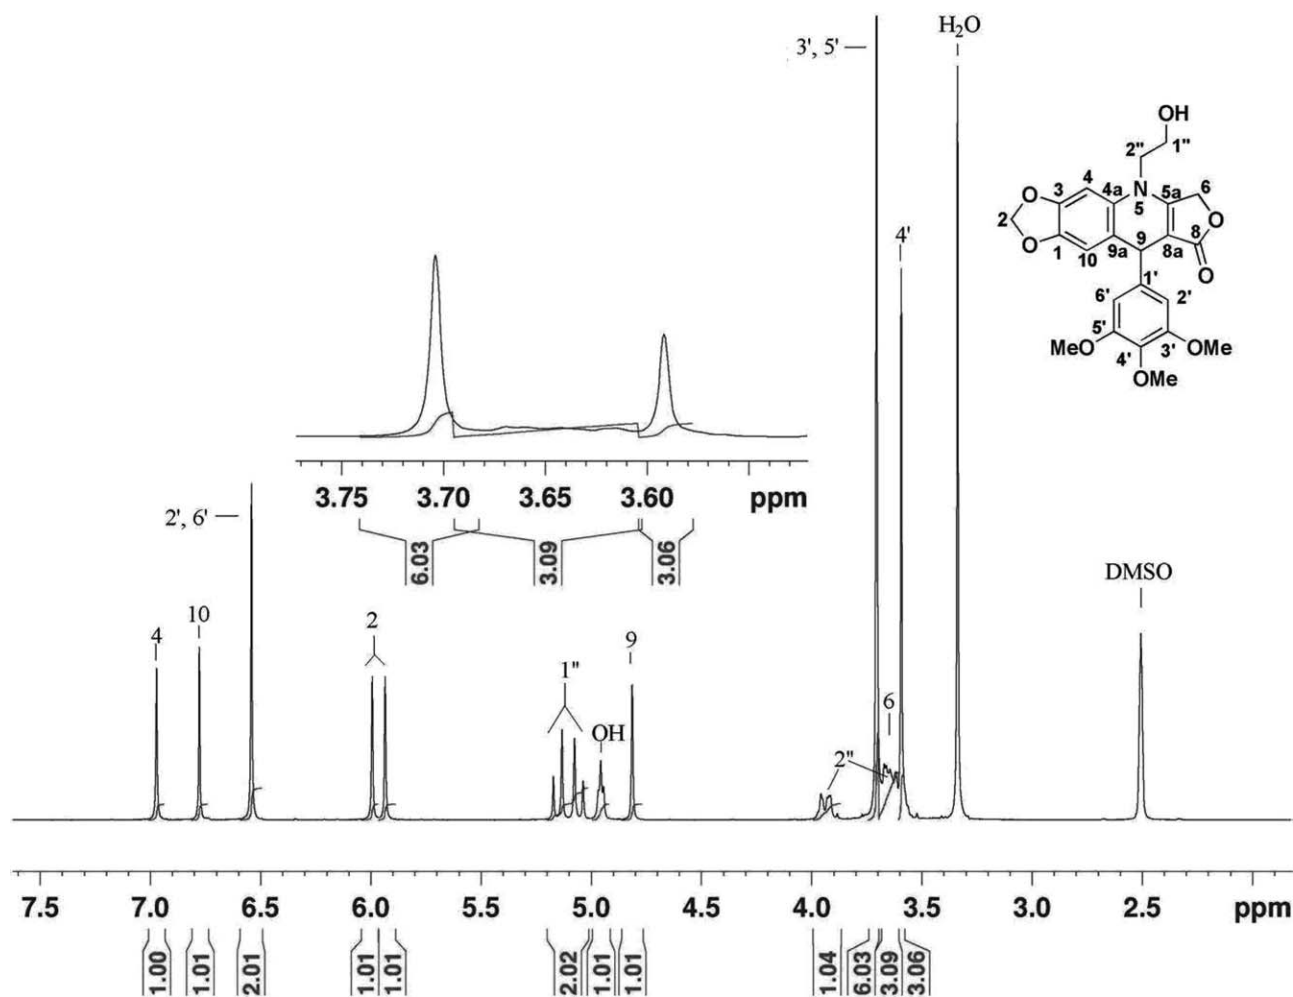 3', 5'
H₂O
OH
1"
2"
4
N
5
4a
5a
6
3
O
2
O
O
8
9
8a
1
10
9a
O
1'
6'
2'
5'
3'
4'
MeO
OMe
OMe
4'
3.75 3.70 3.65 3.60 ppm
6.03 3.09 3.06
2', 6'
DMSO
4
10
2
1"
OH
9
2"
6
7.5 7.0 6.5 6.0 5.5 5.0 4.5 4.0 3.5 3.0 2.5 ppm
1.00 1.01 2.01 1.01 1.01 2.02 1.01 1.01 1.04 6.03 3.09 3.06